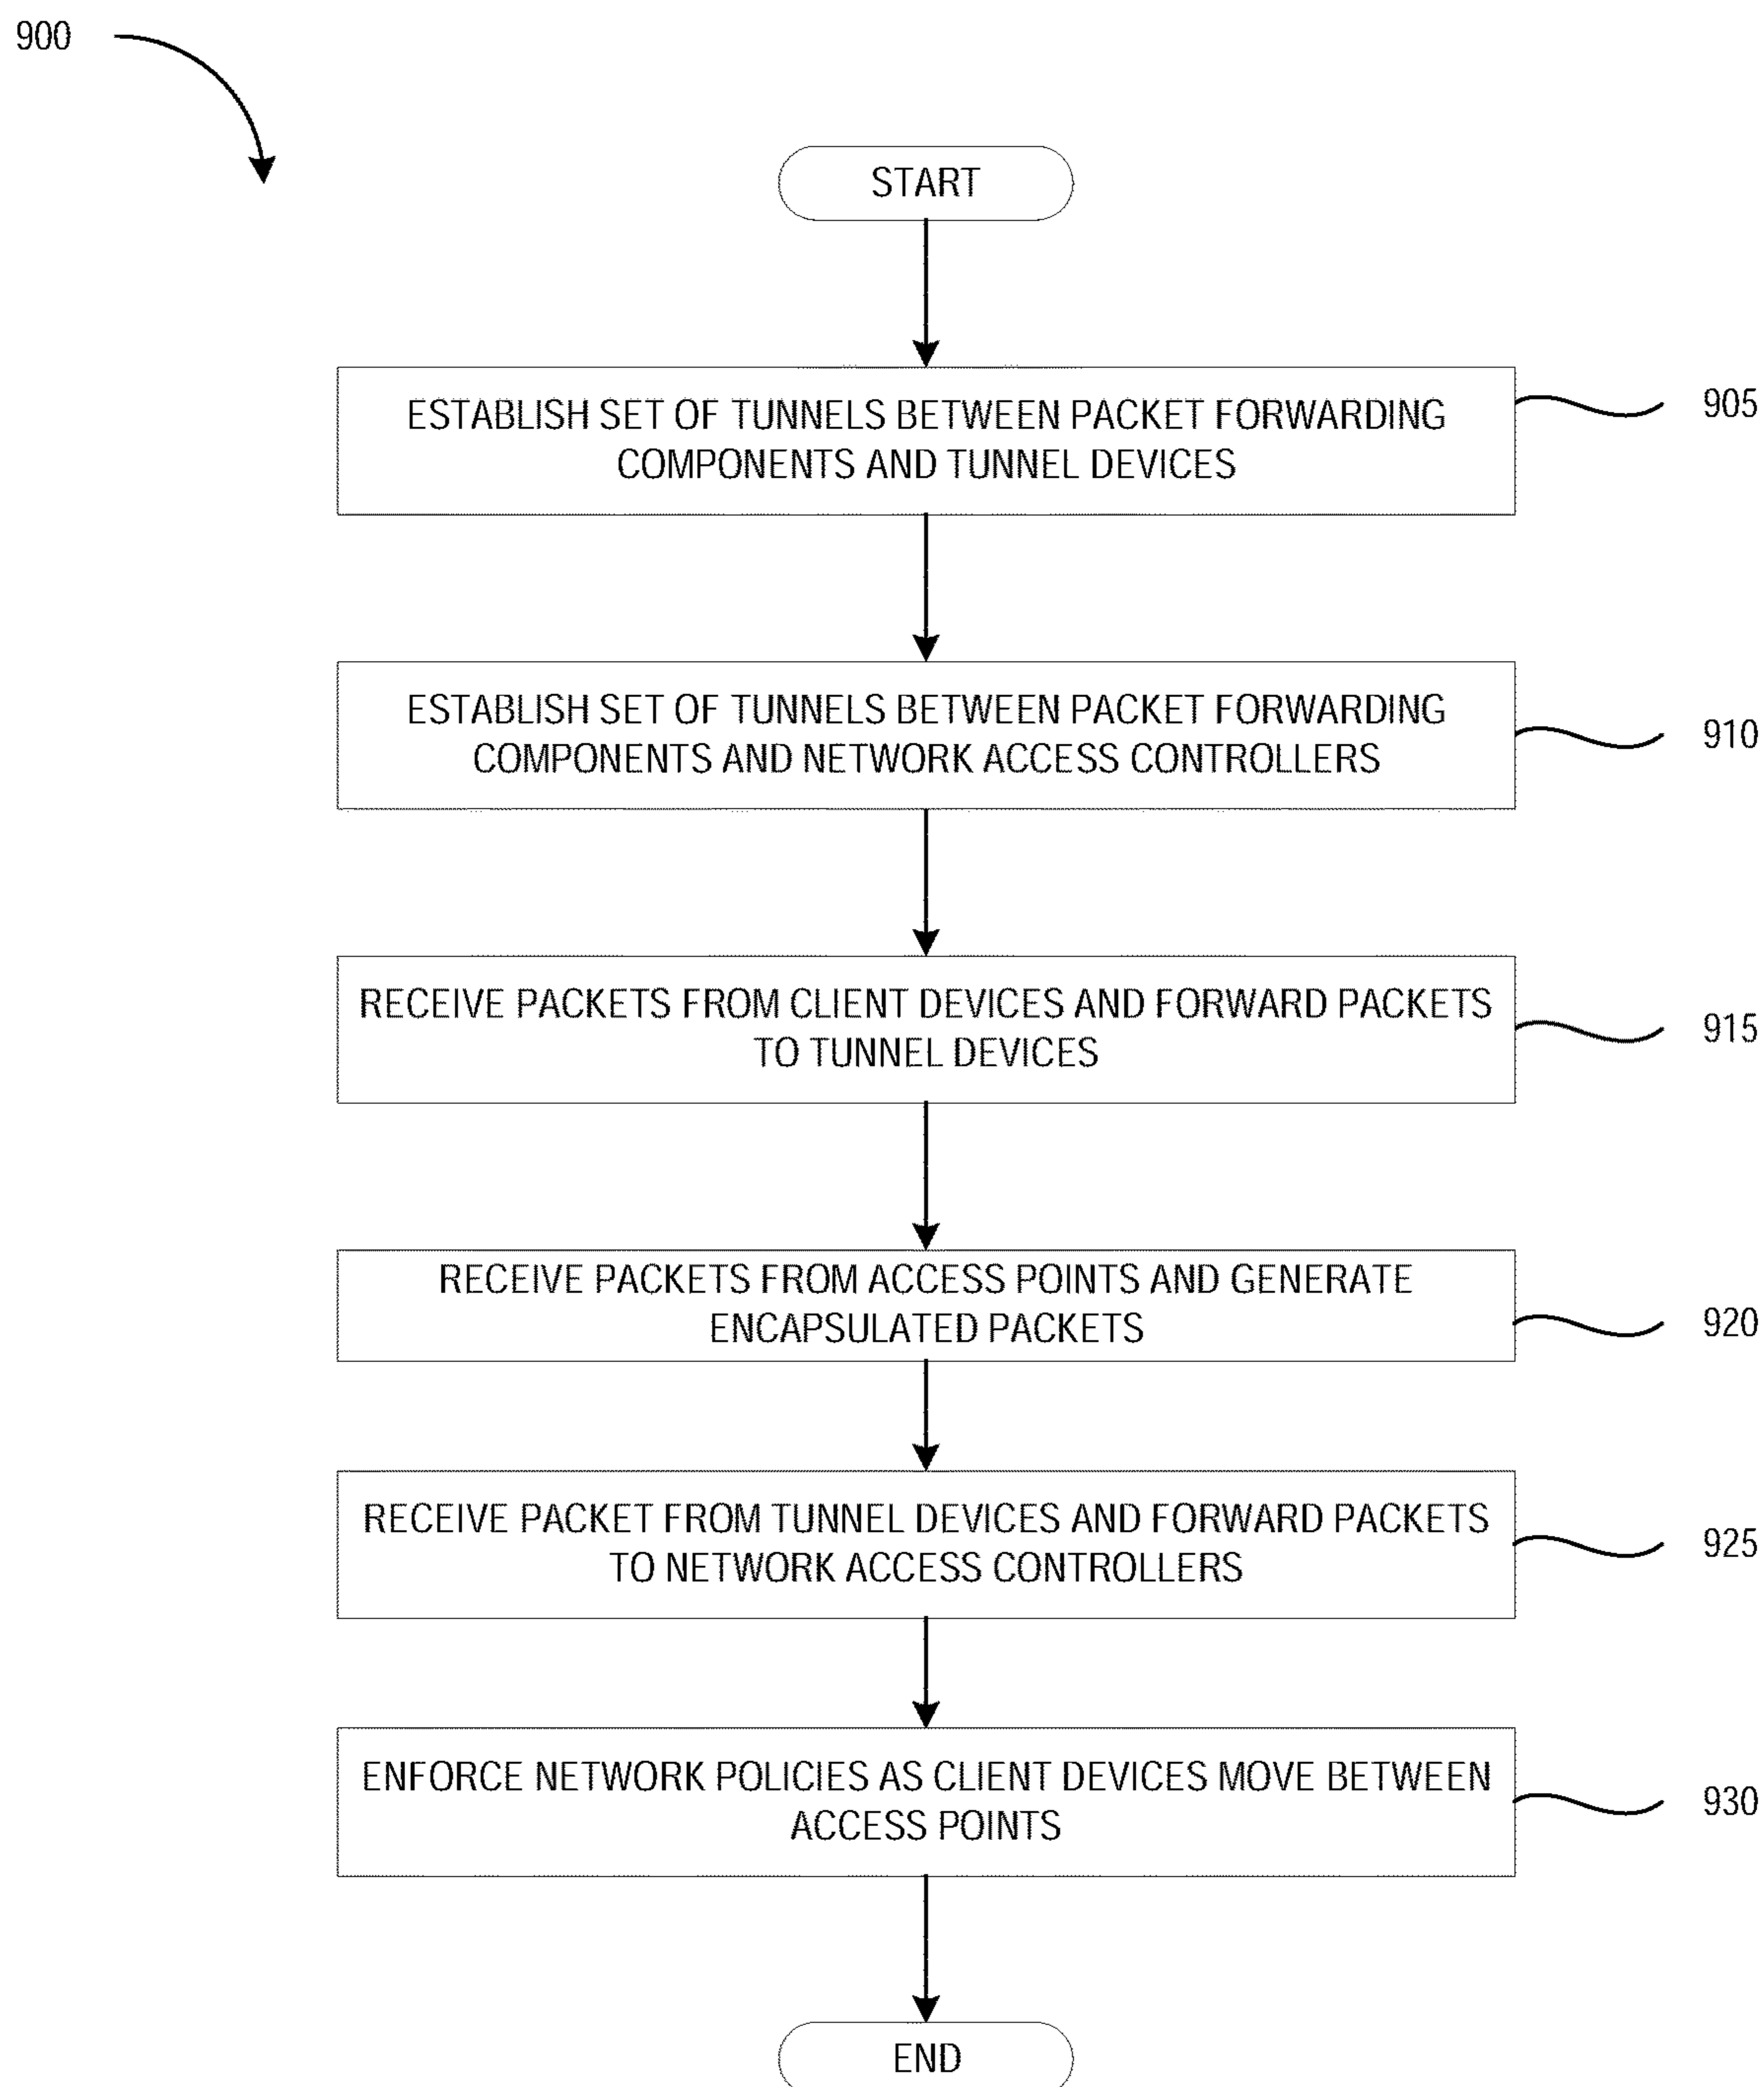 900
START
ESTABLISH SET OF TUNNELS BETWEEN PACKET FORWARDING
COMPONENTS AND TUNNEL DEVICES
905
ESTABLISH SET OF TUNNELS BETWEEN PACKET FORWARDING
COMPONENTS AND NETWORK ACCESS CONTROLLERS
910
RECEIVE PACKETS FROM CLIENT DEVICES AND FORWARD PACKETS
TO TUNNEL DEVICES
915
RECEIVE PACKETS FROM ACCESS POINTS AND GENERATE
ENCAPSULATED PACKETS
920
RECEIVE PACKET FROM TUNNEL DEVICES AND FORWARD PACKETS
TO NETWORK ACCESS CONTROLLERS
925
ENFORCE NETWORK POLICIES AS CLIENT DEVICES MOVE BETWEEN
ACCESS POINTS
930
END